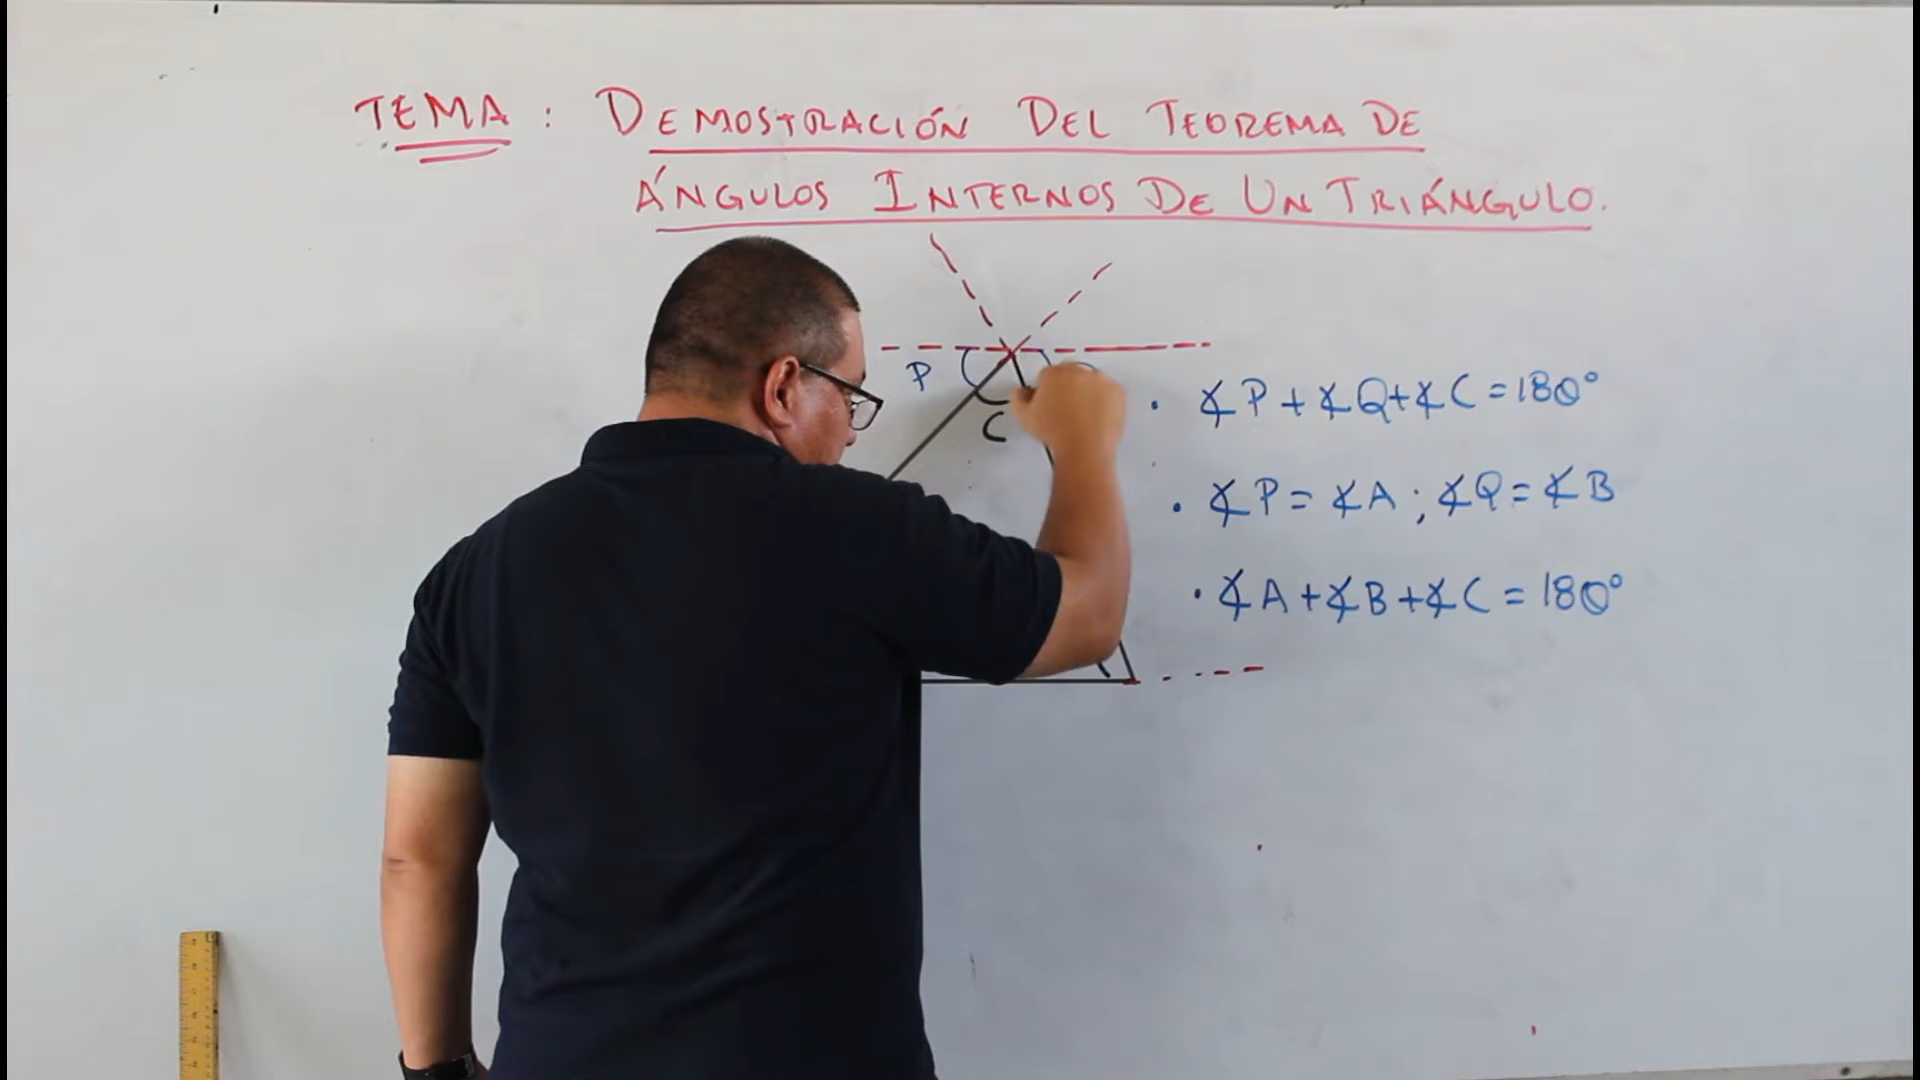 TEMA: DEMOSTRACIÓN DEL TEOREMA DE
ÁNGULOS INTERNOS DE UN TRIÁNGULO.
P
C
• ∡P + ∡Q + ∡C = 180°
• ∡P = ∡A ; ∡Q = ∡B
• ∡A + ∡B + ∡C = 180°